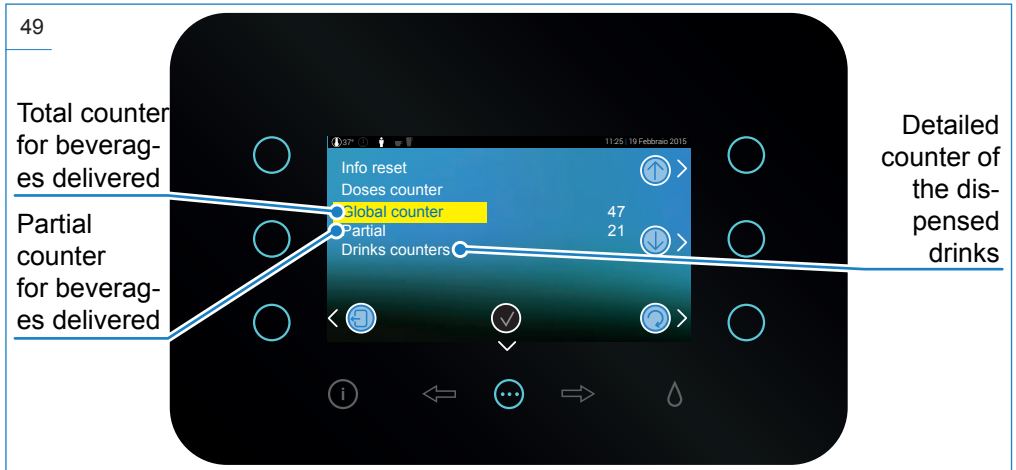 49
Total counter
for beverag-
es delivered
Partial
counter
for beverag-
es delivered
37° 11:25 | 19 Febbraio 2015
Info reset
Doses counter
Global counter 47
Partial 21
Drinks counters
i
Detailed
counter of
the dis-
pensed
drinks